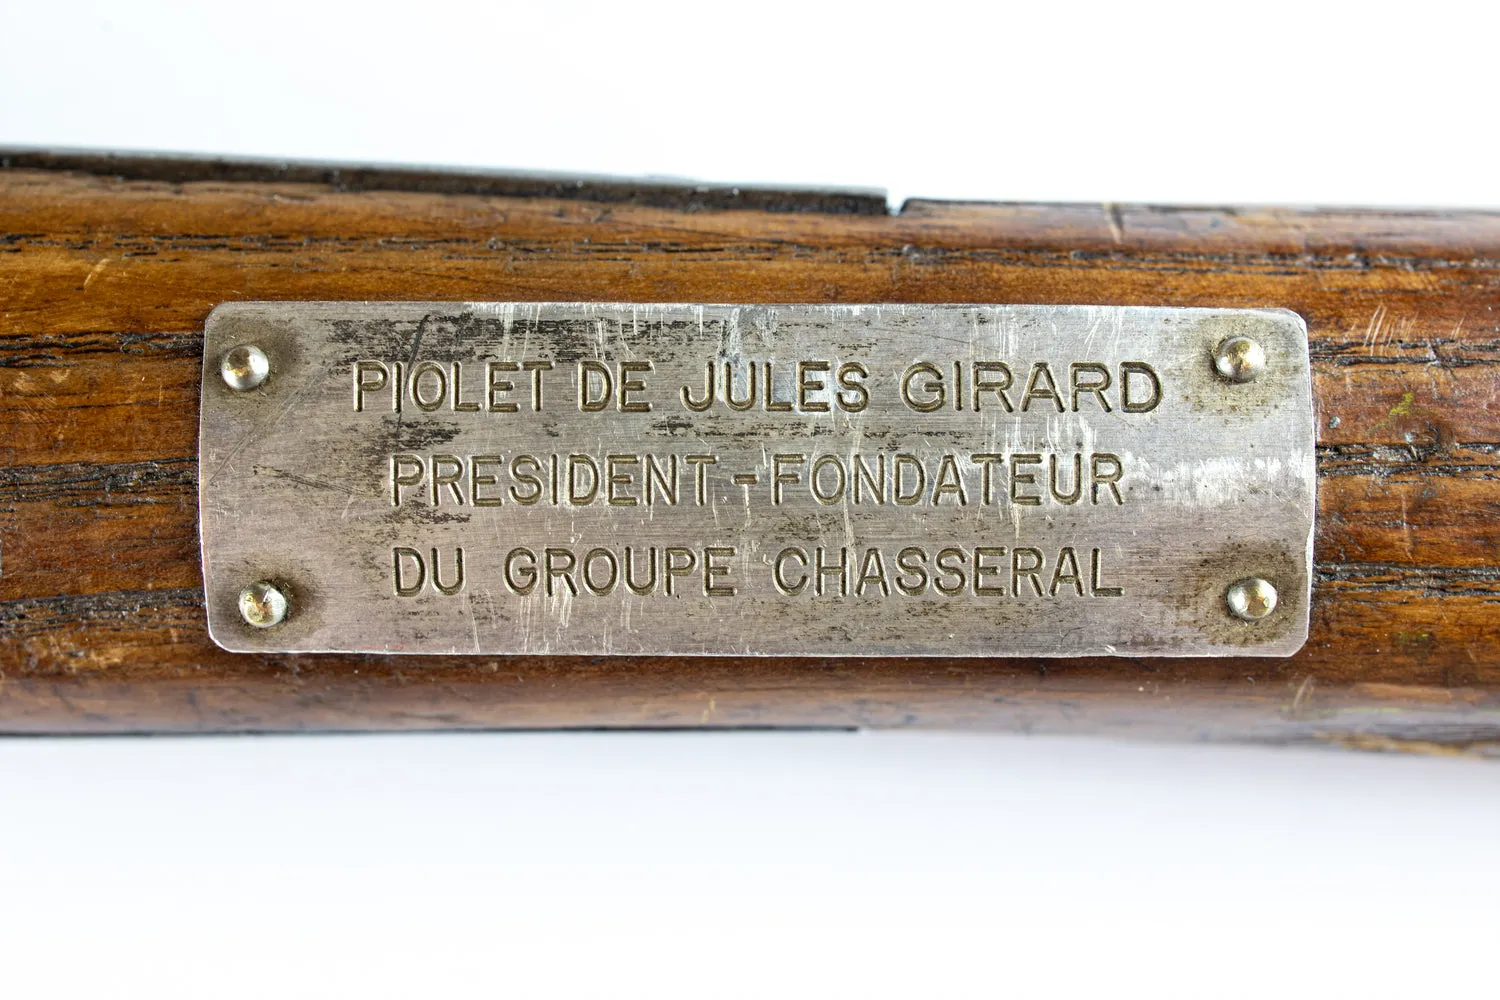 PIOLET DE JULES GIRARD
PRESIDENT-FONDATEUR
DU GROUPE CHASSERAL